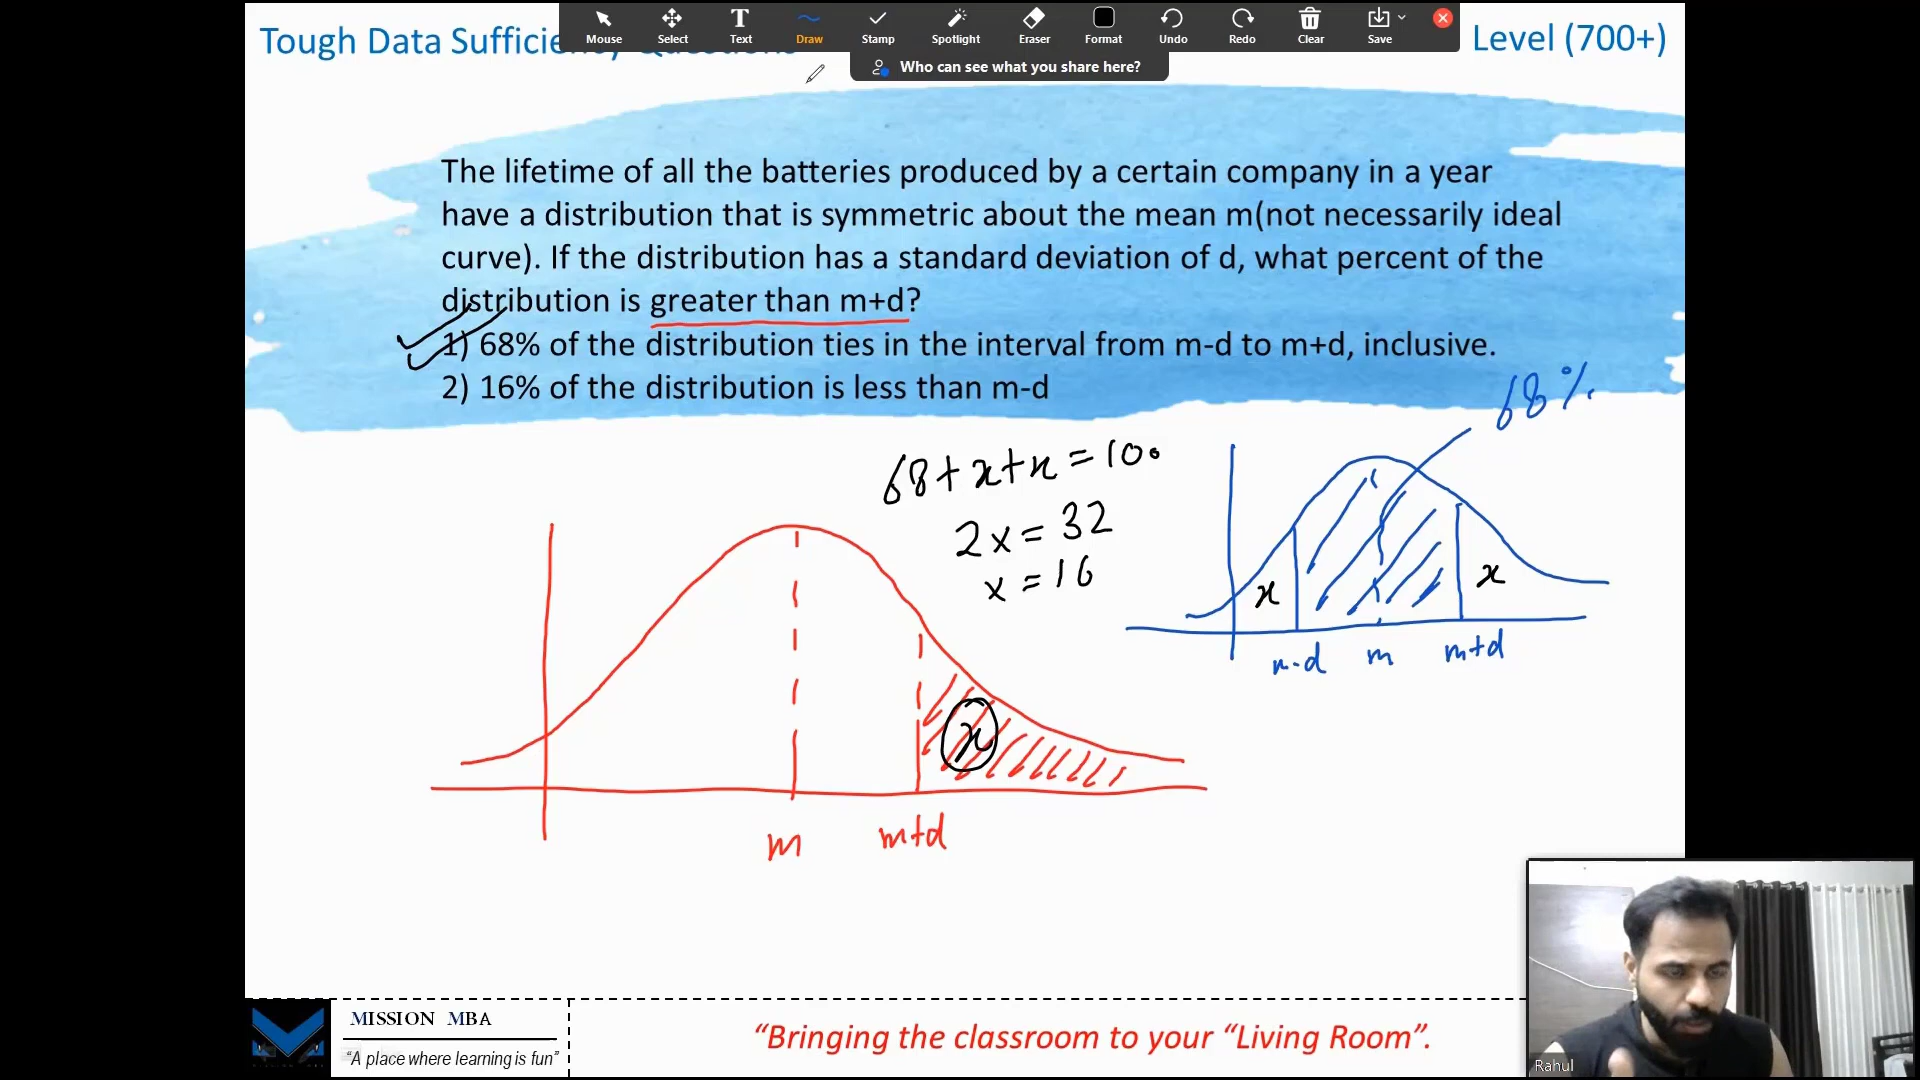 Mouse Select Text Draw Stamp Spotlight Eraser Format Undo Redo Clear Save
Who can see what you share here?
Tough Data Sufficiency Questions
Level (700+)
The lifetime of all the batteries produced by a certain company in a year
have a distribution that is symmetric about the mean m(not necessarily ideal
curve). If the distribution has a standard deviation of d, what percent of the
distribution is greater than m+d?
1) 68% of the distribution ties in the interval from m-d to m+d, inclusive.
2) 16% of the distribution is less than m-d
68%
68+x+x=100
2x=32
x=16
x
x
m-d m m+d
x
m m+d
MISSION MBA
"A place where learning is fun"
“Bringing the classroom to your “Living Room”.
Rahul